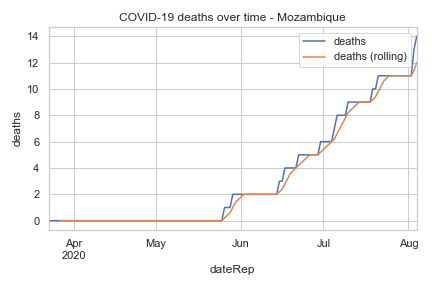 COVID-19 deaths over time - Mozambique
deaths
deaths (rolling)
14
12
10
8
6
4
2
0
deaths
Apr
2020
May
Jun
Jul
Aug
dateRep